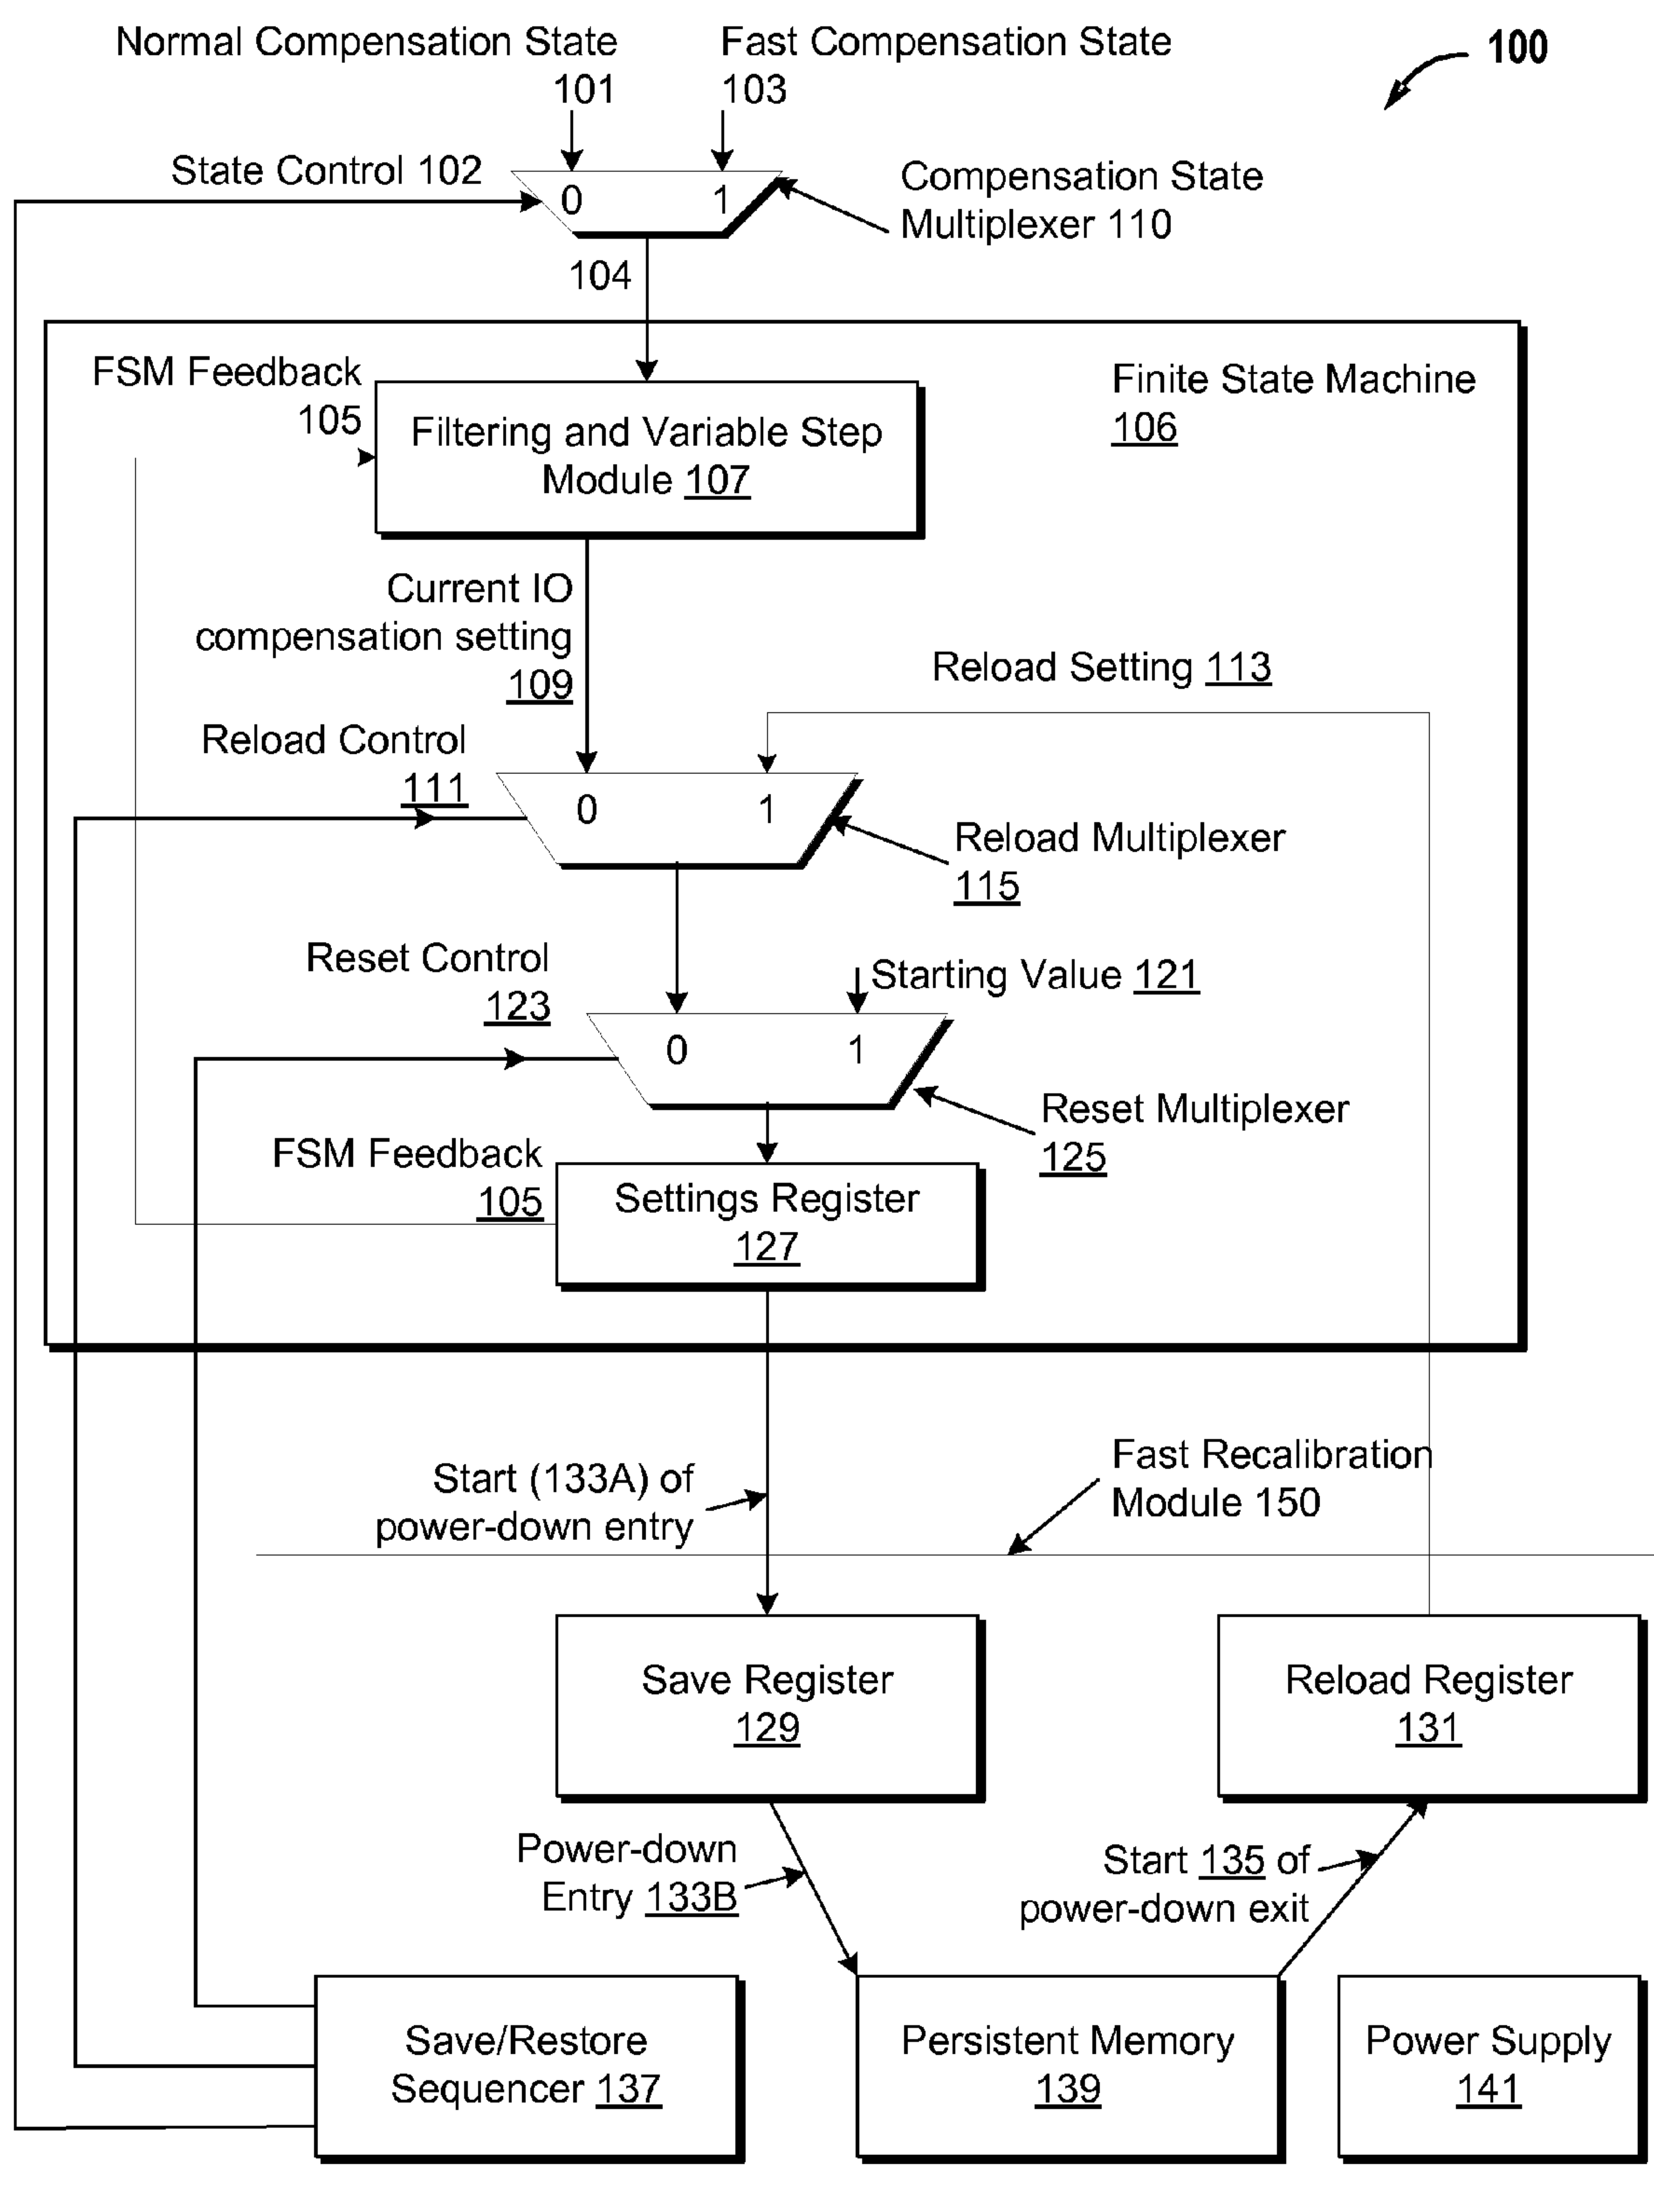 Normal Compensation State
101
Fast Compensation State
103
100
State Control 102
0
1
Compensation State
Multiplexer 110
104
FSM Feedback
105
Finite State Machine
106
Filtering and Variable Step
Module 107
Current IO
compensation setting
109
Reload Setting 113
Reload Control
111
0
1
Reload Multiplexer
115
Reset Control
123
Starting Value 121
0
1
Reset Multiplexer
125
FSM Feedback
105
Settings Register
127
Start (133A) of
power-down entry
Fast Recalibration
Module 150
Save Register
129
Reload Register
131
Power-down
Entry 133B
Start 135 of
power-down exit
Save/Restore
Sequencer 137
Persistent Memory
139
Power Supply
141